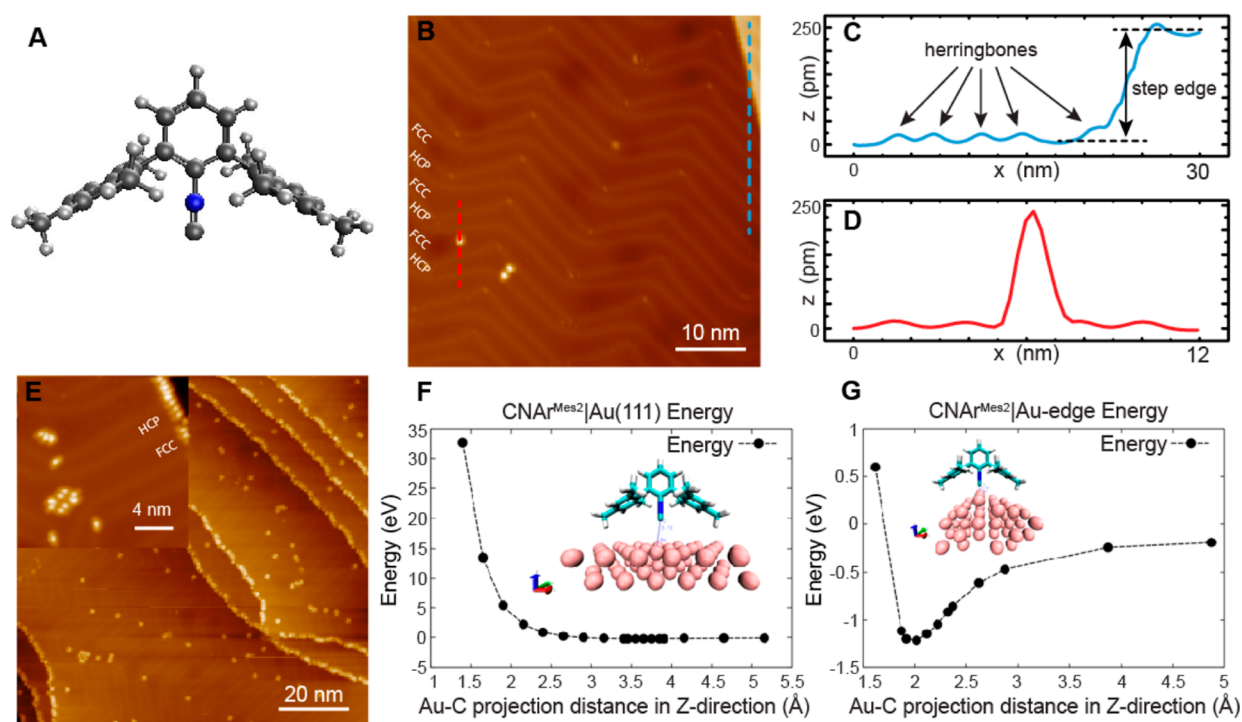 A
B
FCC
HCP
FCC
HCP
FCC
HCP
10 nm
C
250
z (pm)
0
herringbones
step edge
0
x (nm)
30
D
250
z (pm)
0
0
x (nm)
12
E
HCP
FCC
4 nm
20 nm
F
CNAr^Mes2|Au(111) Energy
Energy
35
30
25
20
15
10
5
0
-5
Energy (eV)
1 1.5 2 2.5 3 3.5 4 4.5 5 5.5
Au-C projection distance in Z-direction (Å)
G
CNAr^Mes2|Au-edge Energy
Energy
1
0.5
0
-0.5
-1
-1.5
Energy (eV)
1.5 2 2.5 3 3.5 4 4.5 5
Au-C projection distance in Z-direction (Å)